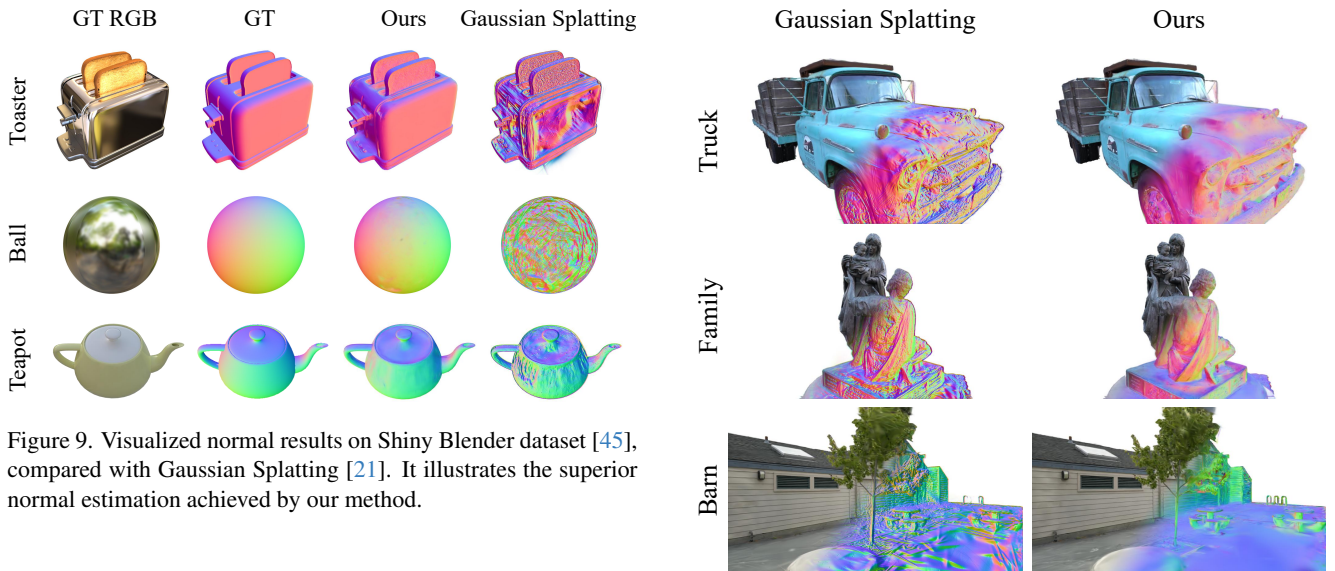 GT RGB GT Ours Gaussian Splatting
Toaster
Ball
Teapot
Figure 9. Visualized normal results on Shiny Blender dataset [45],
compared with Gaussian Splatting [21]. It illustrates the superior
normal estimation achieved by our method.
Gaussian Splatting Ours
Truck
Family
Barn